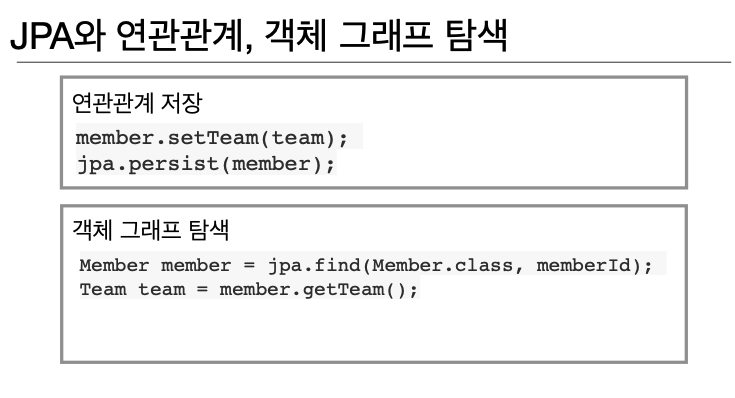 JPA와 연관관계, 객체 그래프 탐색
연관관계 저장
member.setTeam(team);
jpa.persist(member);
객체 그래프 탐색
Member member = jpa.find(Member.class, memberId);
Team team = member.getTeam();